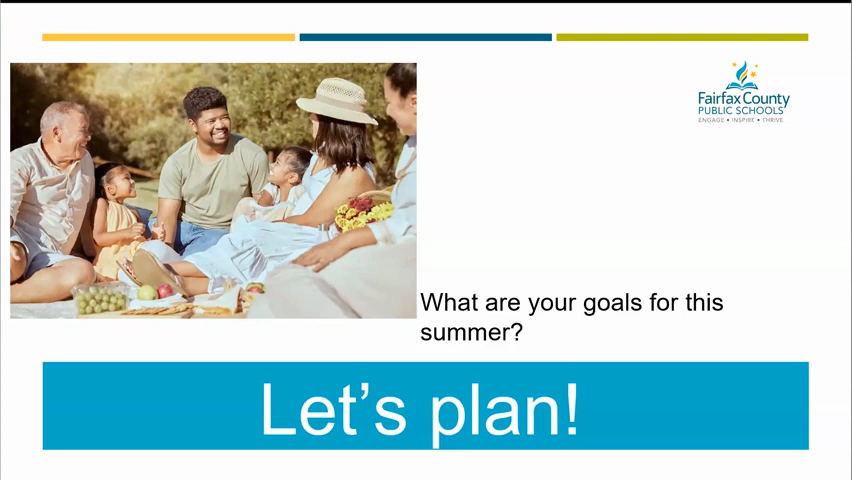 Fairfax County
PUBLIC SCHOOLS
ENGAGE • INSPIRE • THRIVE
What are your goals for this
summer?
Let's plan!